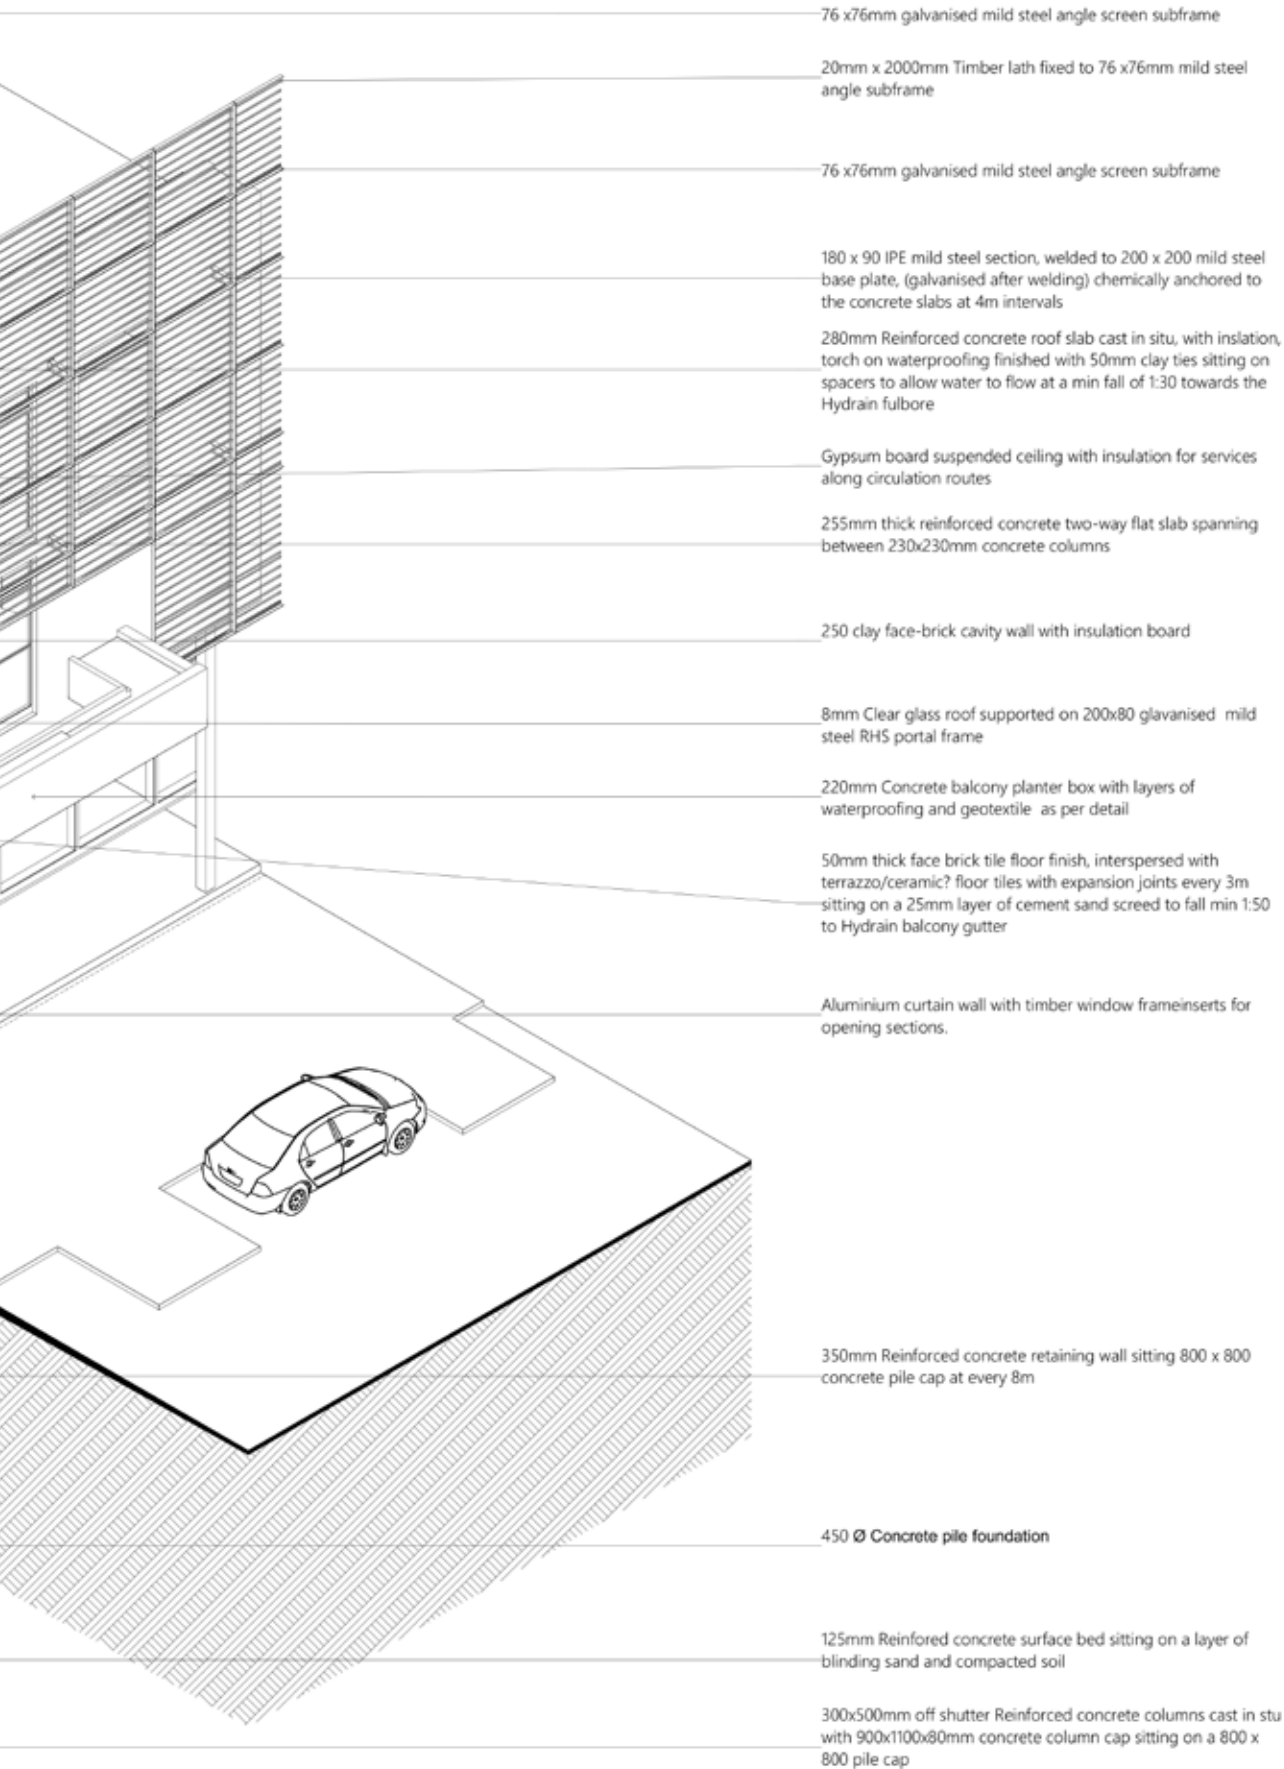 76 x76mm galvanised mild steel angle screen subframe
20mm x 2000mm Timber lath fixed to 76 x76mm mild steel
angle subframe
76 x76mm galvanised mild steel angle screen subframe
180 x 90 IPE mild steel section, welded to 200 x 200 mild steel
base plate, (galvanised after welding) chemically anchored to
the concrete slabs at 4m intervals
280mm Reinforced concrete roof slab cast in situ, with inslation,
torch on waterproofing finished with 50mm clay ties sitting on
spacers to allow water to flow at a min fall of 1:30 towards the
Hydrain fulbore
Gypsum board suspended ceiling with insulation for services
along circulation routes
255mm thick reinforced concrete two-way flat slab spanning
between 230x230mm concrete columns
250 clay face-brick cavity wall with insulation board
8mm Clear glass roof supported on 200x80 glavanised  mild
steel RHS portal frame
220mm Concrete balcony planter box with layers of
waterproofing and geotextile  as per detail
50mm thick face brick tile floor finish, interspersed with
terrazzo/ceramic? floor tiles with expansion joints every 3m
sitting on a 25mm layer of cement sand screed to fall min 1:50
to Hydrain balcony gutter
Aluminium curtain wall with timber window frameinserts for
opening sections.
350mm Reinforced concrete retaining wall sitting 800 x 800
concrete pile cap at every 8m
450 Ø Concrete pile foundation
125mm Reinfored concrete surface bed sitting on a layer of
blinding sand and compacted soil
300x500mm off shutter Reinforced concrete columns cast in stu
with 900x1100x80mm concrete column cap sitting on a 800 x
800 pile cap